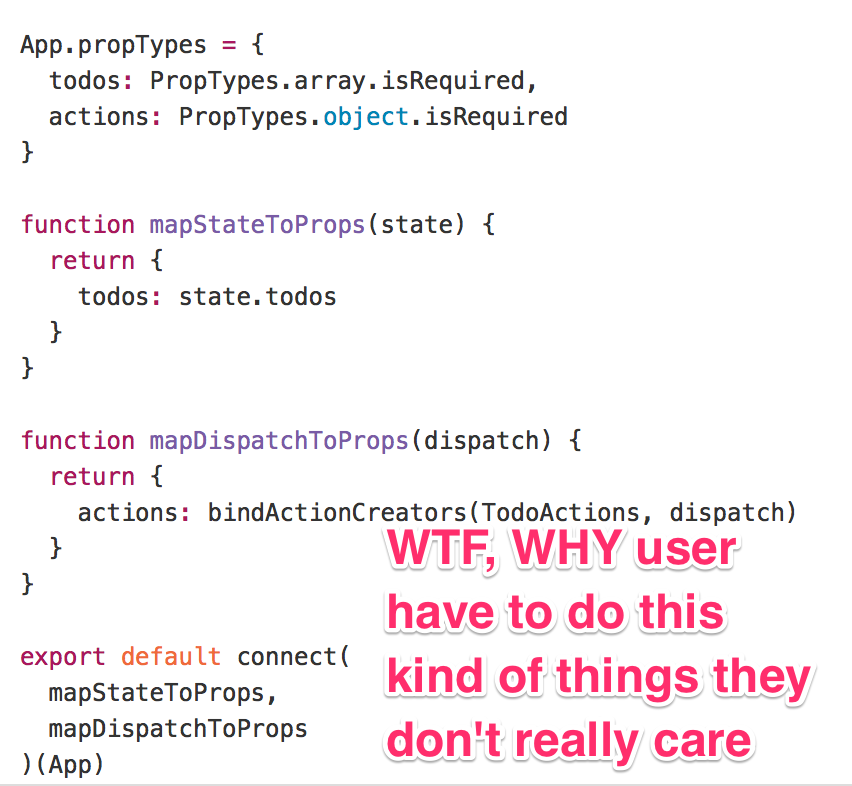 App.propTypes = {
  todos: PropTypes.array.isRequired,
  actions: PropTypes.object.isRequired
}

function mapStateToProps(state) {
  return {
    todos: state.todos
  }
}

function mapDispatchToProps(dispatch) {
  return {
    actions: bindActionCreators(TodoActions, dispatch)
  }
}

export default connect(
  mapStateToProps,
  mapDispatchToProps
)(App)
WTF, WHY user
have to do this
kind of things they
don't really care